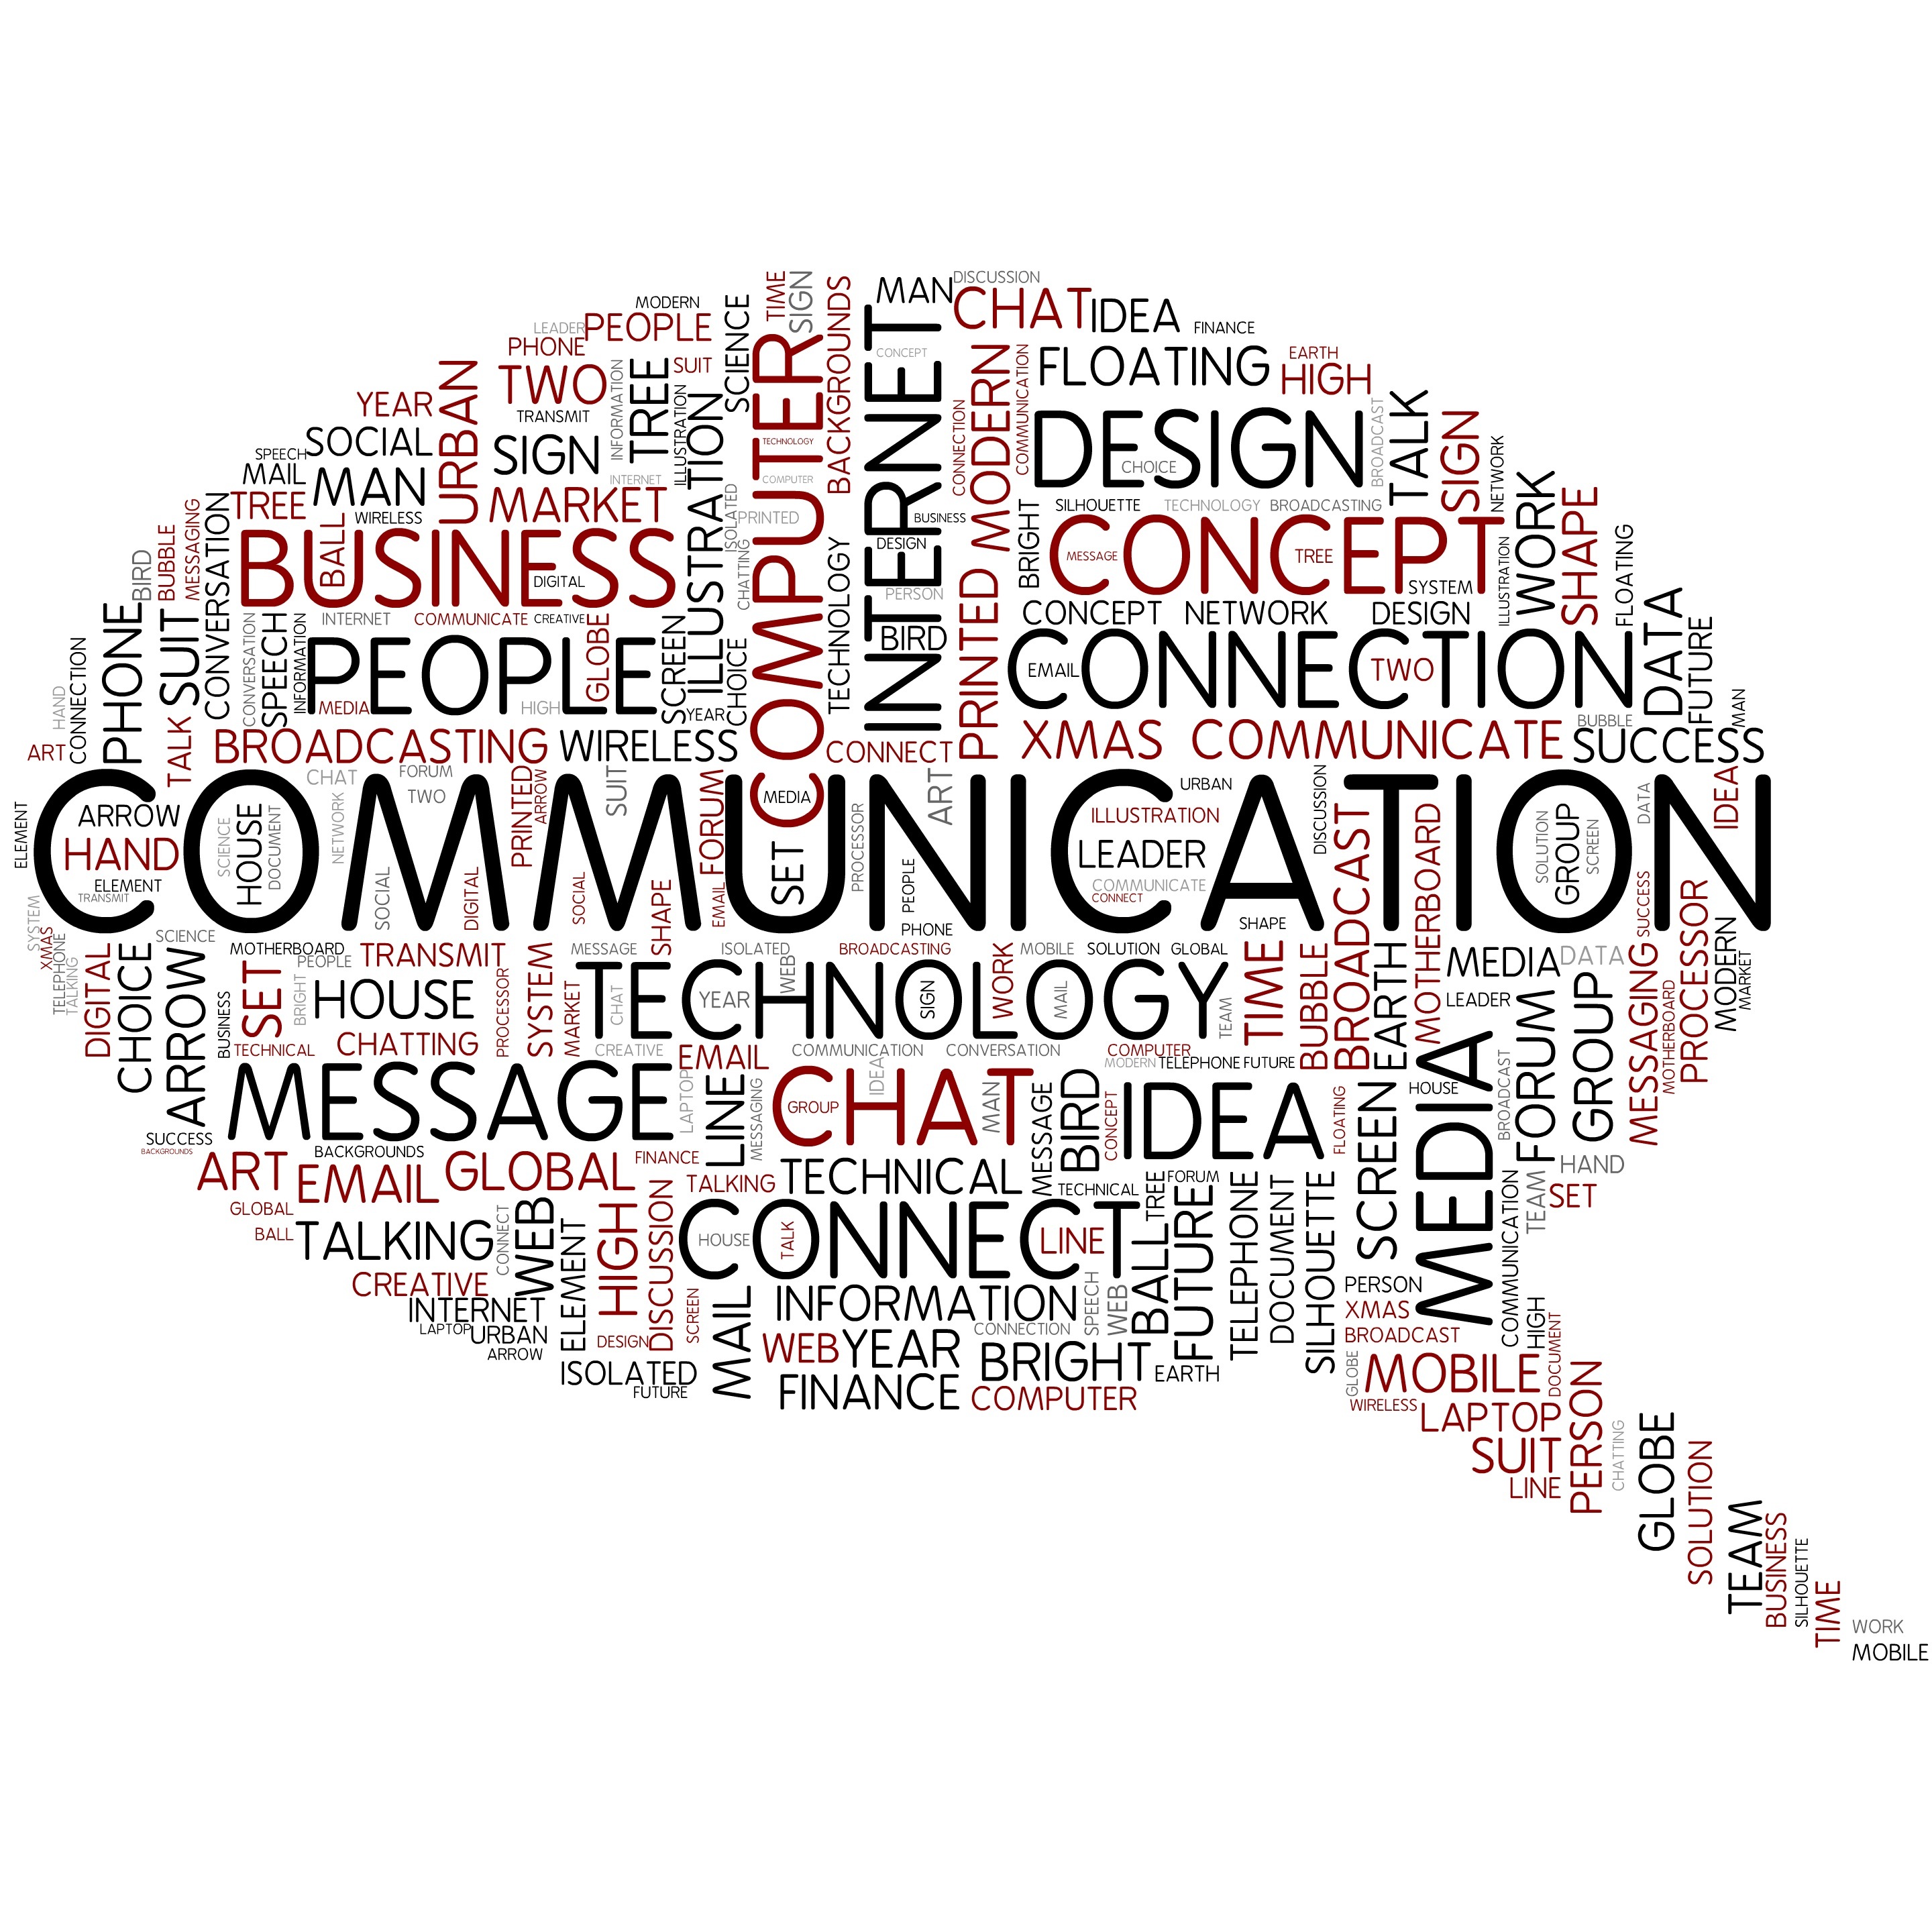 DISCUSSION
TIME
SIGN
MAN
CHAT
IDEA
FINANCE
MODERN
LEADER
PEOPLE
SCIENCE
BACKGROUNDS
INTERNET
CONCEPT
PHONE
FLOATING
EARTH
HIGH
TWO
SUIT
TREE
INFORMATION
ILLUSTRATION
COMPUTER
TECHNOLOGY
COMPUTER
MODERN
COMMUNICATION
CONNECTION
YEAR
URBAN
TRANSMIT
DESIGN
CHOICE
BROADCAST
TALK
SIGN
NETWORK
SOCIAL
SIGN
ILLUSTRATION
SPEECH
MAIL
MAN
INTERNET
TREE
WIRELESS
MARKET
ISOLATED
PRINTED
BUSINESS
SILHOUETTE
TECHNOLOGY
BROADCASTING
WORK
SHAPE
MESSAGING
CONVERSATION
BUBBLE
BIRD
BUSINESS
BALL
DIGITAL
CHATTING
TECHNOLOGY
DESIGN
PERSON
BRIGHT
CONCEPT
MESSAGE
TREE
SYSTEM
ILLUSTRATION
FLOATING
PHONE
SUIT
CONVERSATION
SPEECH
INFORMATION
INTERNET
COMMUNICATE
CREATIVE
GLOBE
SCREEN
CHOICE
BIRD
PRINTED
CONCEPT
NETWORK
DESIGN
DATA
FUTURE
HAND
CONNECTION
PEOPLE
MEDIA
HIGH
YEAR
CONNECTION
EMAIL
TWO
MAN
BUBBLE
ART
TALK
BROADCASTING
WIRELESS
CONNECT
XMAS
COMMUNICATE
SUCCESS
COMMUNICATION
ELEMENT
ARROW
HAND
ELEMENT
TRANSMIT
SCIENCE
HOUSE
DOCUMENT
CHAT
NETWORK
FORUM
TWO
SOCIAL
DIGITAL
PRINTED
ARROW
SUIT
SOCIAL
SHAPE
FORUM
EMAIL
MEDIA
SET
PROCESSOR
PEOPLE
ART
PHONE
URBAN
ILLUSTRATION
LEADER
COMMUNICATE
CONNECT
SHAPE
DISCUSSION
BROADCAST
MOTHERBOARD
SOLUTION
GROUP
SCREEN
DATA
IDEA
SUCCESS
SYSTEM
XMAS
TELEPHONE
TALKING
DIGITAL
CHOICE
SCIENCE
ARROW
BUSINESS
MOTHERBOARD
PEOPLE
SET
BRIGHT
TRANSMIT
HOUSE
PROCESSOR
SYSTEM
MARKET
MESSAGE
ISOLATED
BROADCASTING
WORK
MOBILE
SOLUTION
GLOBAL
TECHNOLOGY
CHAT
YEAR
WEB
SIGN
MAIL
TEAM
TIME
BUBBLE
EARTH
MEDIA
DATA
LEADER
FORUM
GROUP
MESSAGING
MOTHERBOARD
PROCESSOR
MODERN
MARKET
TECHNICAL
CHATTING
CREATIVE
EMAIL
COMMUNICATION
CONVERSATION
COMPUTER
MODERN
TELEPHONE
FUTURE
MESSAGE
LAPTOP
LINE
MESSAGING
CHAT
GROUP
IDEA
MAN
MESSAGE
BIRD
CONCEPT
IDEA
FLOATING
SCREEN
HOUSE
MEDIA
BROADCAST
SUCCESS
BACKGROUNDS
BACKGROUNDS
ART
EMAIL
GLOBAL
FINANCE
TALKING
TECHNICAL
TECHNICAL
TREE
FORUM
HAND
TEAM
SET
GLOBAL
BALL
TALKING
CONNECT
WEB
ELEMENT
HIGH
DISCUSSION
CONNECT
HOUSE
TALK
LINE
BALL
FUTURE
TELEPHONE
DOCUMENT
SILHOUETTE
COMMUNICATION
CREATIVE
INTERNET
LAPTOP
URBAN
ARROW
DESIGN
SCREEN
MAIL
INFORMATION
CONNECTION
SPEECH
WEB
PERSON
XMAS
BROADCAST
HIGH
DOCUMENT
ISOLATED
FUTURE
WEB
YEAR
BRIGHT
EARTH
FINANCE
COMPUTER
GLOBE
MOBILE
WIRELESS
LAPTOP
PERSON
SUIT
LINE
CHATTING
GLOBE
SOLUTION
TEAM
BUSINESS
SILHOUETTE
TIME
WORK
MOBILE